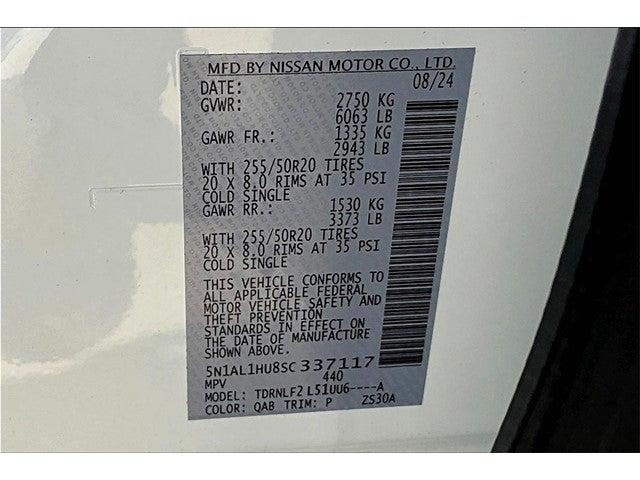 MFD BY NISSAN MOTOR CO., LTD.
DATE: 08/24
GVWR: 2750 KG
6063 LB
GAWR FR.: 1335 KG
2943 LB
WITH 255/50R20 TIRES
20 X 8.0 RIMS AT 35 PSI
COLD SINGLE
GAWR RR.: 1530 KG
3373 LB
WITH 255/50R20 TIRES
20 X 8.0 RIMS AT 35 PSI
COLD SINGLE
THIS VEHICLE CONFORMS TO
ALL APPLICABLE FEDERAL
MOTOR VEHICLE SAFETY AND
THEFT PREVENTION
STANDARDS IN EFFECT ON
THE DATE OF MANUFACTURE
SHOWN ABOVE.
5N1AL1HU8SC 337117
MPV 440
MODEL: TDRNLF2 L51UU6----A
COLOR: QAB TRIM: P ZS30A